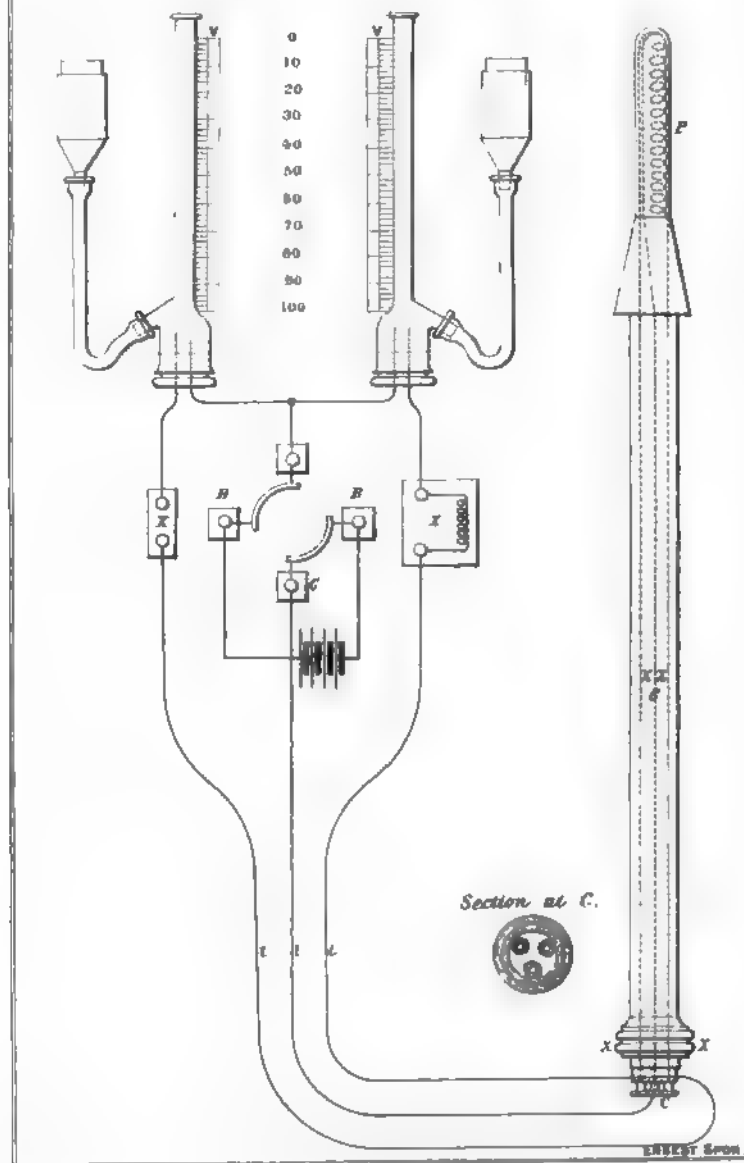 V V
0
10
20
30
40
50
60
70
80
90
100
P
B B
X X
C
X X
C
l l l
Section at C.
X X
C
ERNEST SPON